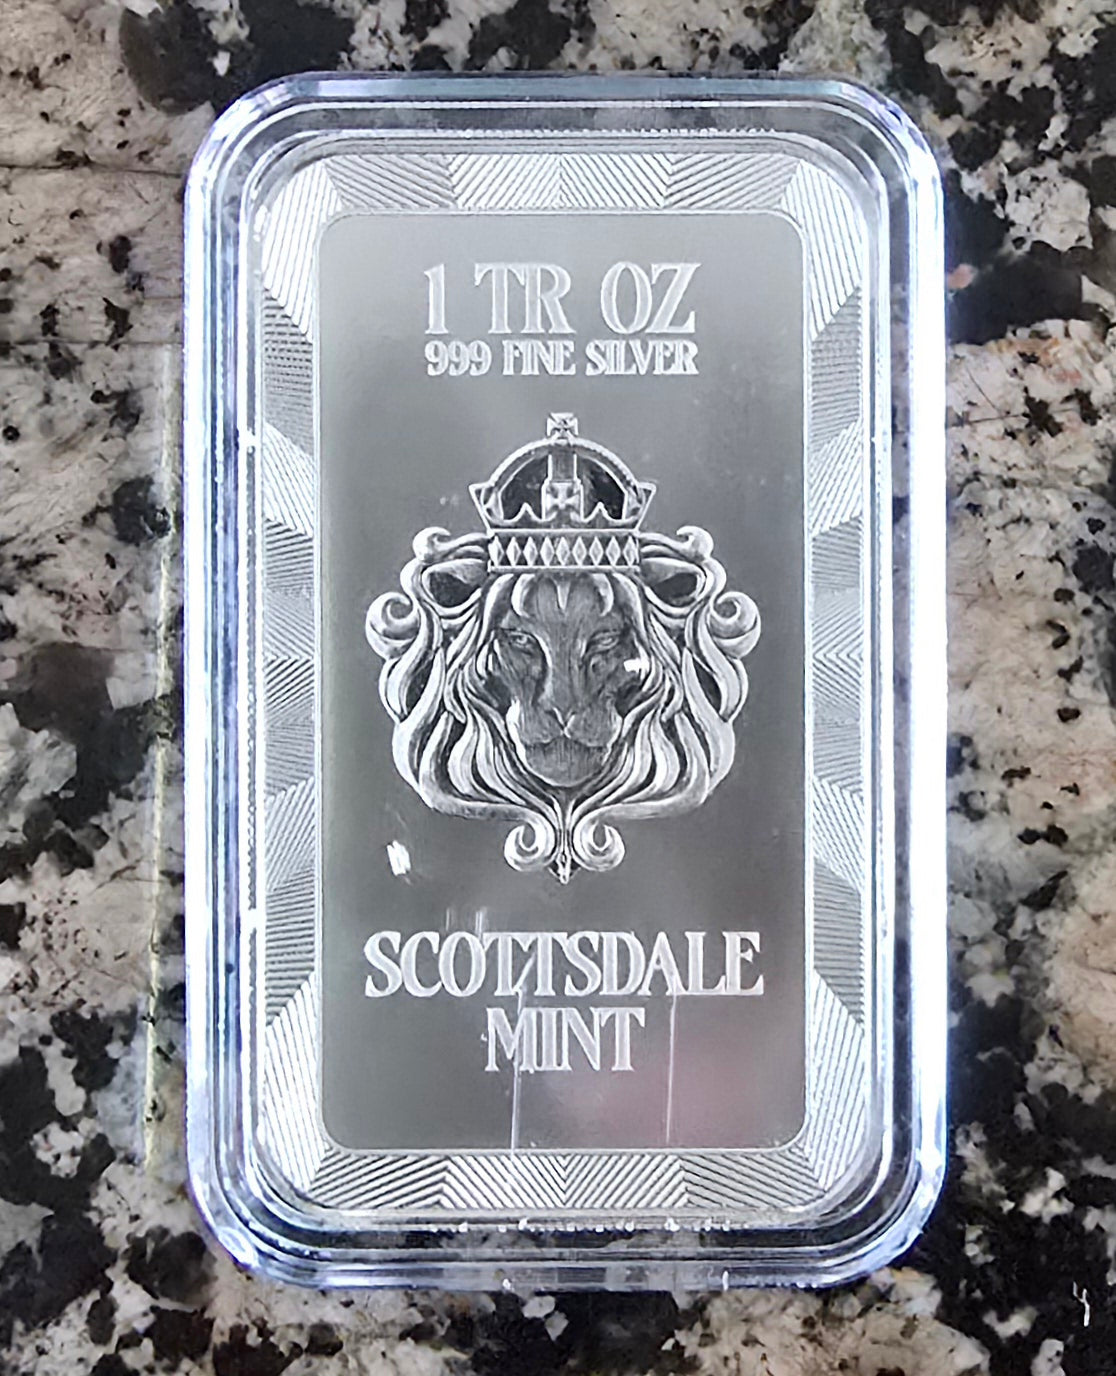 1 TR OZ
999 FINE SILVER
SCOTTSDALE
MINT